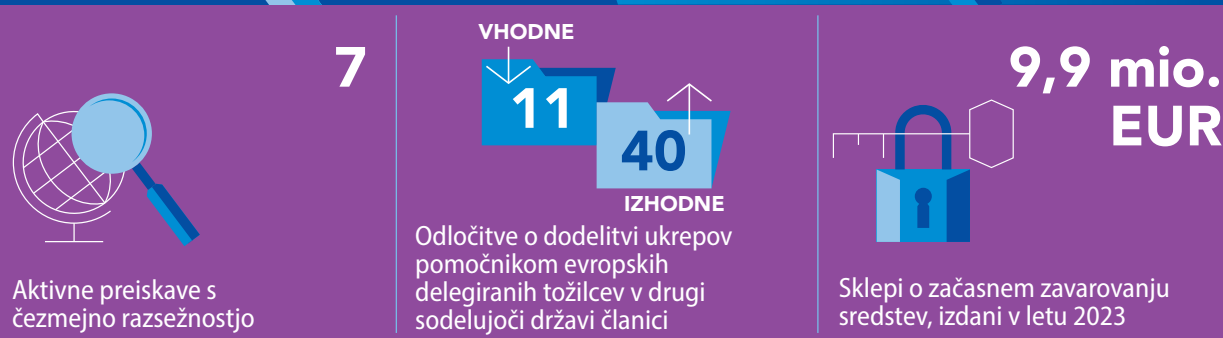 7
Aktivne preiskave s
čezmejno razsežnostjo
VHODNE
11
40
IZHODNE
Odločitve o dodelitvi ukrepov
pomočnikom evropskih
delegiranih tožilcev v drugi
sodelujoči državi članici
9,9 mio.
EUR
Sklepi o začasnem zavarovanju
sredstev, izdani v letu 2023